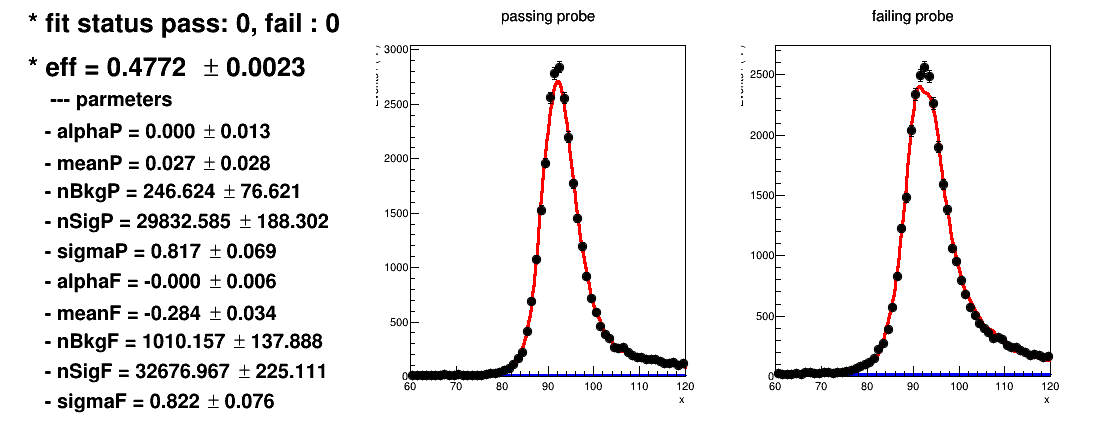 * fit status pass: 0, fail : 0
* eff = 0.4772 ± 0.0023
--- parmeters
- alphaP = 0.000 ± 0.013
- meanP = 0.027 ± 0.028
- nBkgP = 246.624 ± 76.621
- nSigP = 29832.585 ± 188.302
- sigmaP = 0.817 ± 0.069
- alphaF = -0.000 ± 0.006
- meanF = -0.284 ± 0.034
- nBkgF = 1010.157 ± 137.888
- nSigF = 32676.967 ± 225.111
- sigmaF = 0.822 ± 0.076
passing probe
3000
2500
2000
1500
1000
500
0
60 70 80 90 100 110 120
x
failing probe
2500
2000
1500
1000
500
0
60 70 80 90 100 110 120
x